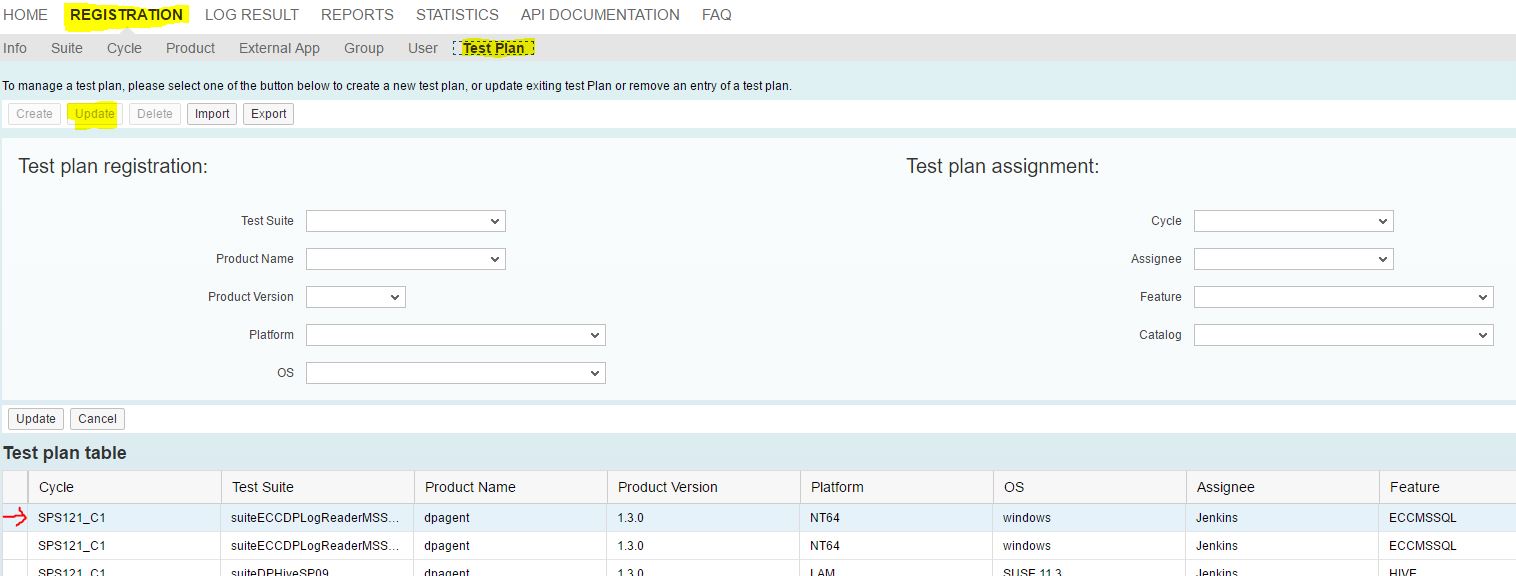 HOME REGISTRATION LOG RESULT REPORTS STATISTICS API DOCUMENTATION FAQ
Info Suite Cycle Product External App Group User Test Plan
To manage a test plan, please select one of the button below to create a new test plan, or update exiting test Plan or remove an entry of a test plan.
Create Update Delete Import Export
Test plan registration: Test plan assignment:
Test Suite Cycle
Product Name Assignee
Product Version Feature
Platform Catalog
OS
Update Cancel
Test plan table
Cycle Test Suite Product Name Product Version Platform OS Assignee Feature
SPS121_C1 suiteECCDPLogReaderMSS... dpagent 1.3.0 NT64 windows Jenkins ECCMSSQL
SPS121_C1 suiteECCDPLogReaderMSS... dpagent 1.3.0 NT64 windows Jenkins ECCMSSQL
SPS121_C1 suiteDPHiveSP09 dpagent 1.3.0 LAM SUSE 11.3 Jenkins HIVE